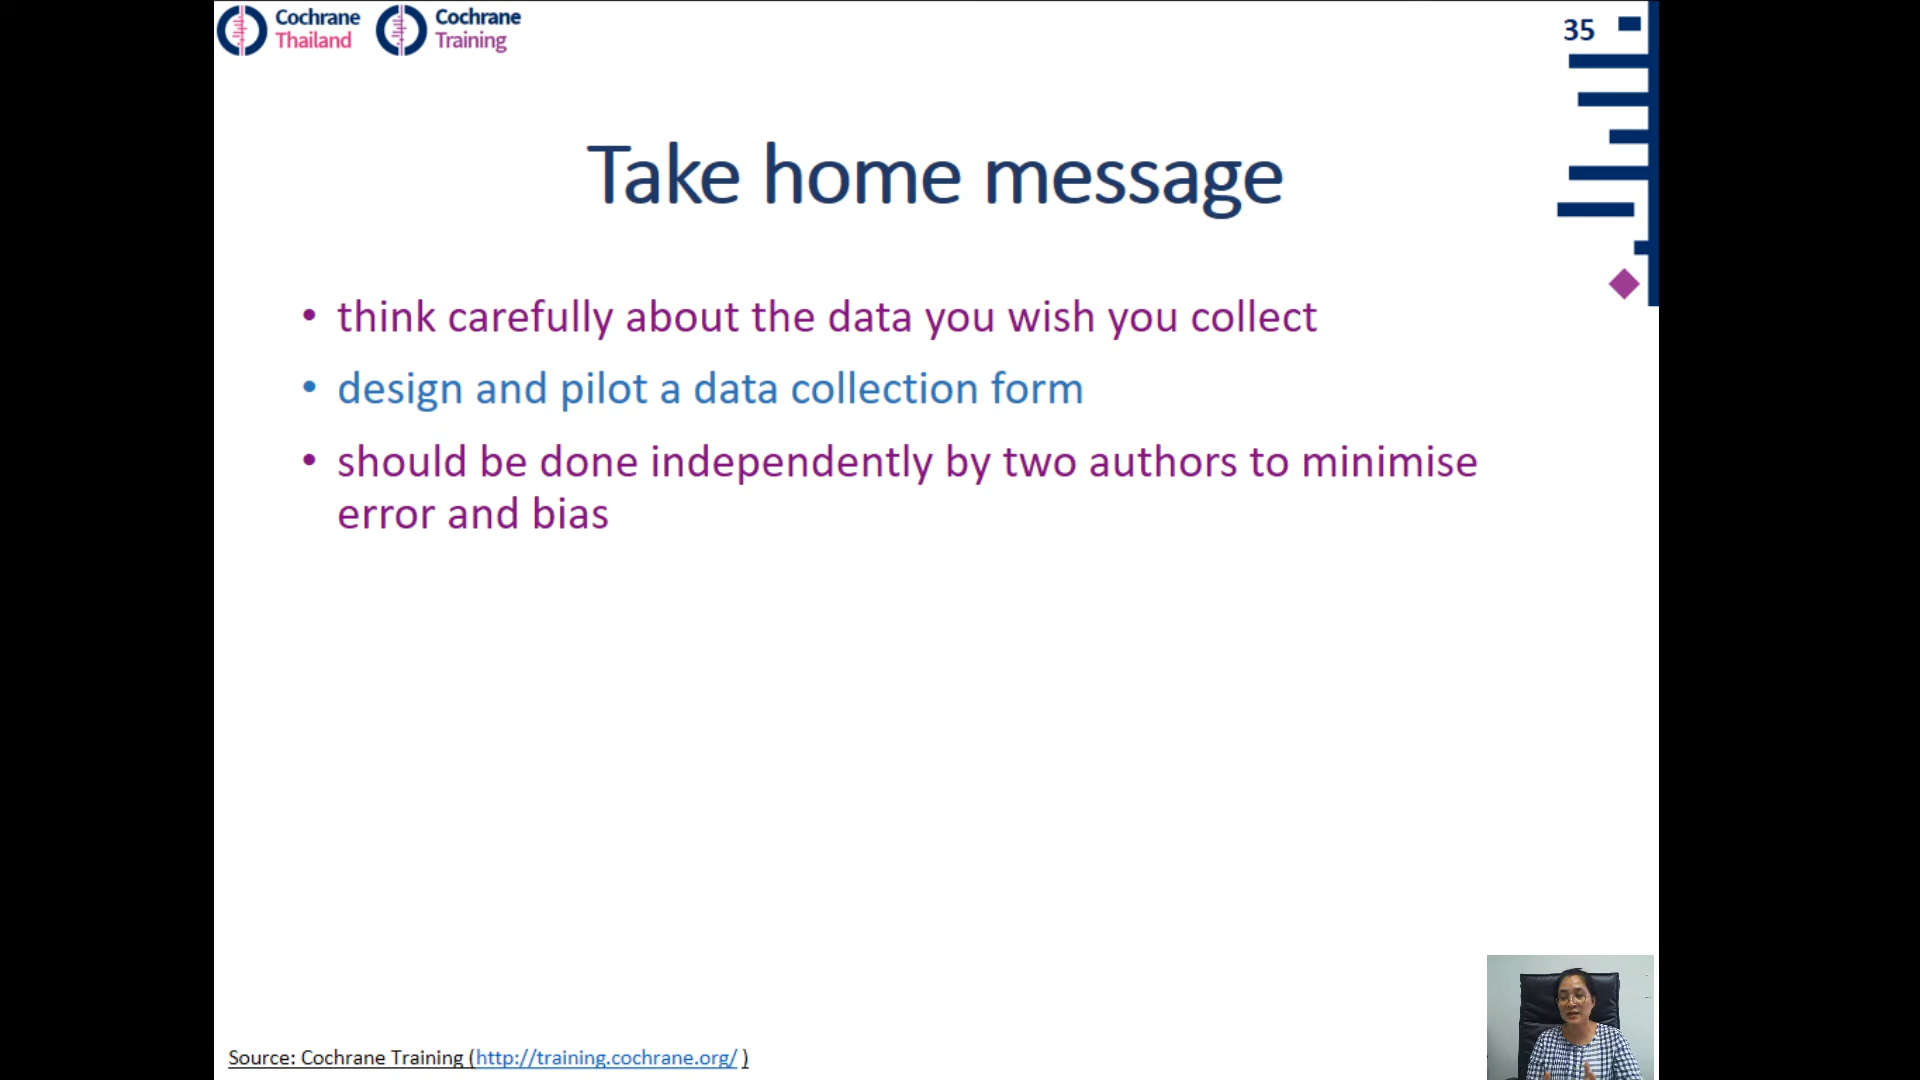 Cochrane
Thailand
Cochrane
Training
35
Take home message
• think carefully about the data you wish you collect
• design and pilot a data collection form
• should be done independently by two authors to minimise
error and bias
Source: Cochrane Training (http://training.cochrane.org/ )